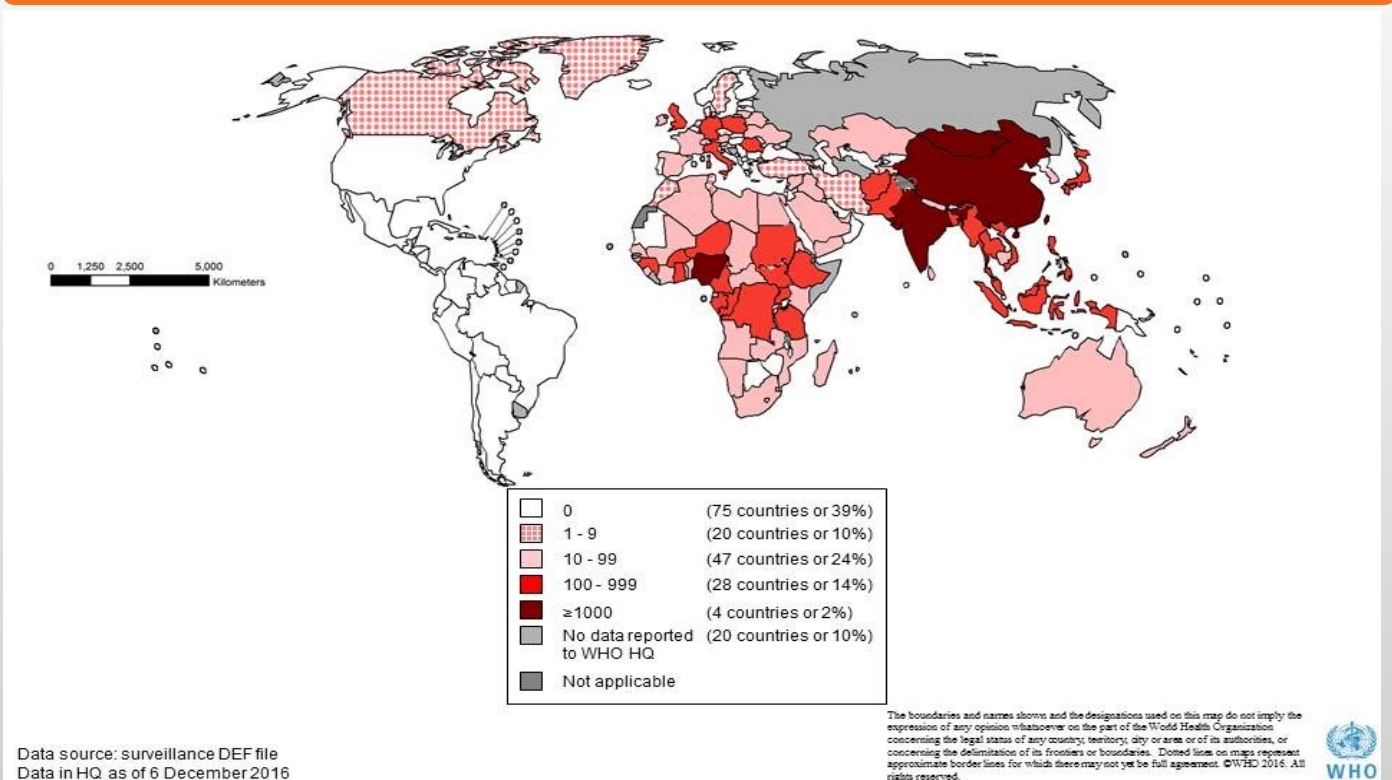 0 1,250 2,500 5,000
Kilometers
0 (75 countries or 39%)
1 - 9 (20 countries or 10%)
10 - 99 (47 countries or 24%)
100 - 999 (28 countries or 14%)
≥1000 (4 countries or 2%)
No data reported (20 countries or 10%)
to WHO HQ
Not applicable
The boundaries and names shown and the designations used on this map do not imply the
expression of any opinion whatsoever on the part of the World Health Organization
concerning the legal status of any country, territory, city or area or of its authorities, or
concerning the delimitation of its frontiers or boundaries. Dotted lines on maps represent
approximate border lines for which there may not yet be full agreement. ©WHO 2016. All
rights reserved.
Data source: surveillance DEF file
Data in HQ as of 6 December 2016
WHO